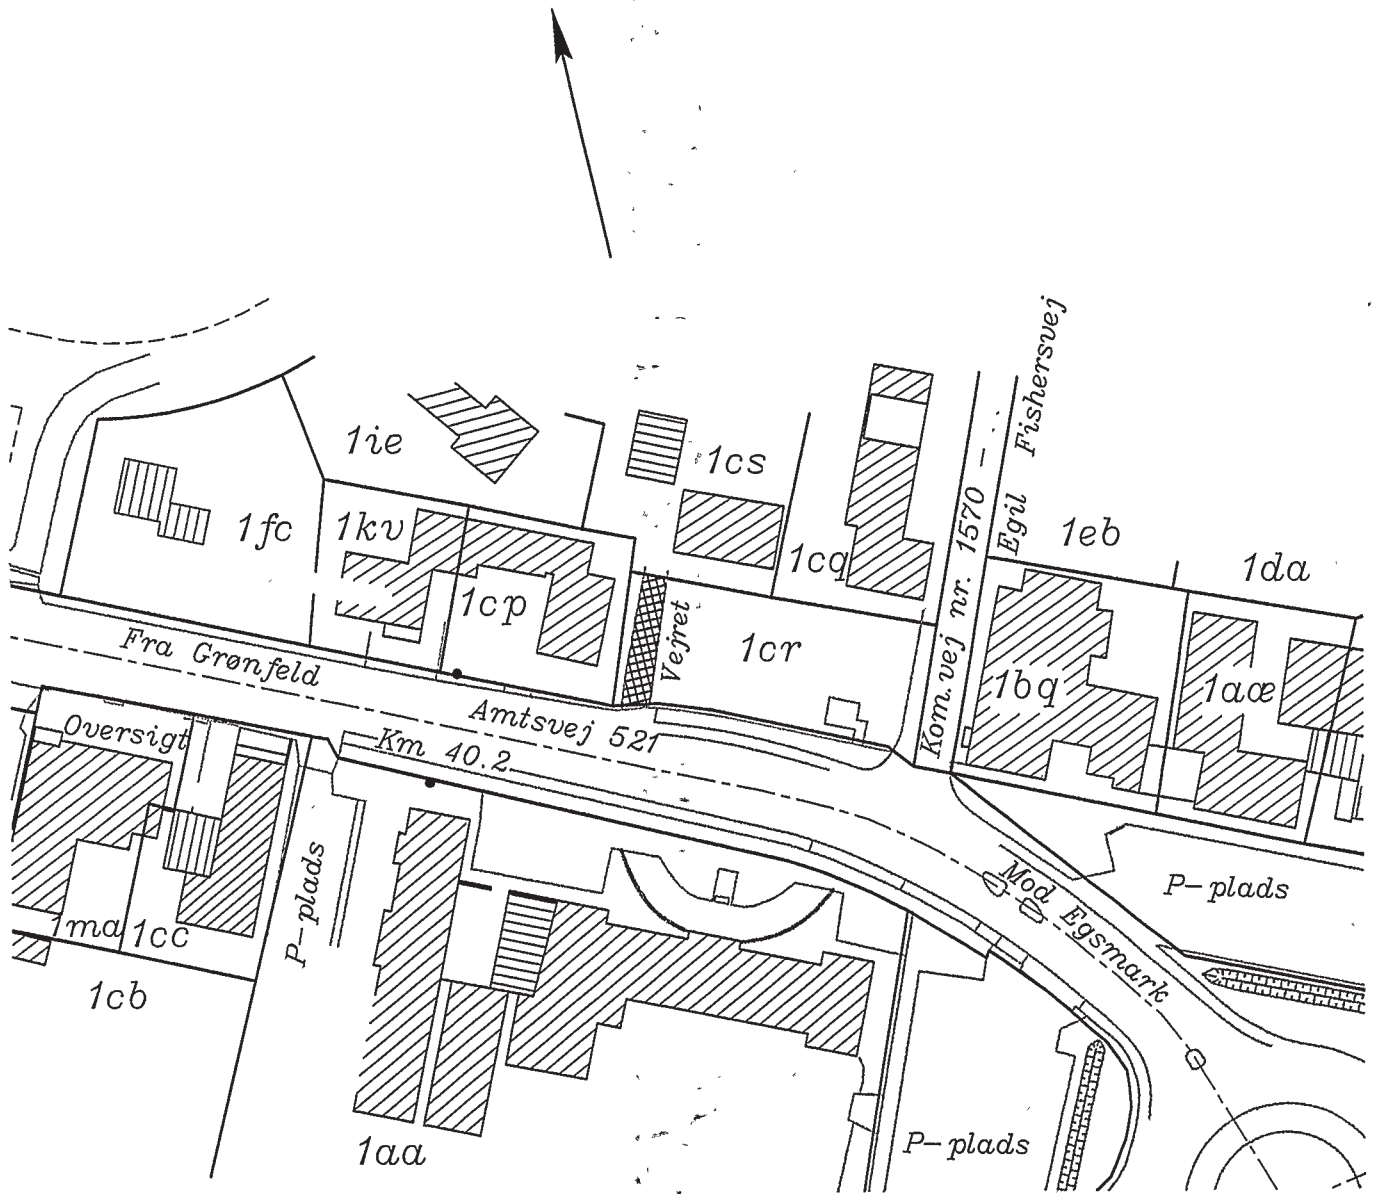 Egil Fishersvej
1ie
1cs
1fc
1kv
1cq
Kom.vej nr. 1570
1eb
1da
1cp
Vejret
1cr
Fra Grønfeld
1bq
1aæ
Oversigt
Amtsvej 521
Km 40.2
P-plads
Mod Egsmark
P-plads
1ma
1cc
1cb
1aa
P-plads